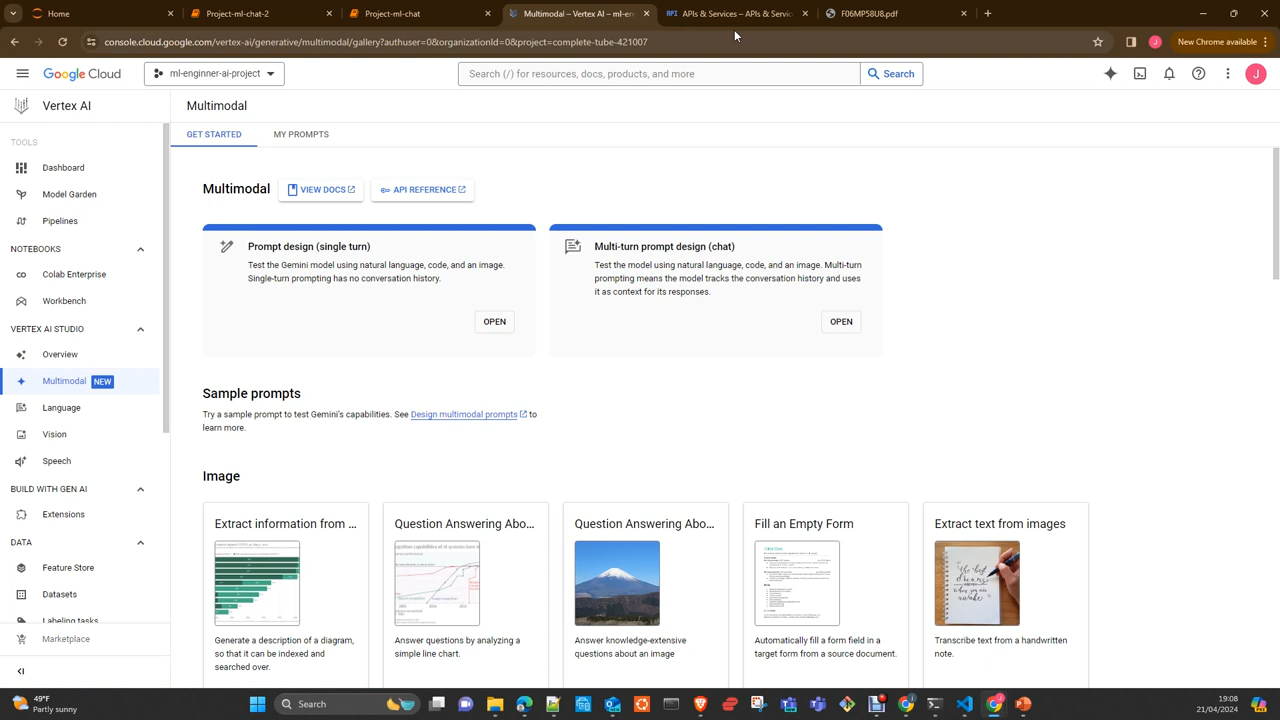 Home
Project-ml-chat-2
Project-ml-chat
Multimodal – Vertex AI – ml-en
APIs & Services – APIs & Servic
F06MP58U8.pdf
console.cloud.google.com/vertex-ai/generative/multimodal/gallery?authuser=0&organizationId=0&project=complete-tube-421007
J
New Chrome available
Google Cloud
ml-enginner-ai-project
Search (/) for resources, docs, products, and more
Search
J
Vertex AI
Multimodal
TOOLS
GET STARTED
MY PROMPTS
Dashboard
Model Garden
Pipelines
NOTEBOOKS
Colab Enterprise
Workbench
VERTEX AI STUDIO
Overview
Multimodal NEW
Language
Vision
Speech
BUILD WITH GEN AI
Extensions
DATA
Feature Store
Datasets
Labeling tasks
Marketplace
Multimodal
VIEW DOCS
API REFERENCE
Prompt design (single turn)
Test the Gemini model using natural language, code, and an image.
Single-turn prompting has no conversation history.
OPEN
Multi-turn prompt design (chat)
Test the model using natural language, code, and an image. Multi-turn
prompting means the model tracks the conversation history and uses
it as context for its responses.
OPEN
Sample prompts
Try a sample prompt to test Gemini's capabilities. See Design multimodal prompts to
learn more.
Image
Extract information from ...
Generate a description of a diagram,
so that it can be indexed and
searched over.
Question Answering Abo...
Answer questions by analyzing a
simple line chart.
Question Answering Abo...
Answer knowledge-extensive
questions about an image
Fill an Empty Form
Automatically fill a form field in a
target form from a source document.
Extract text from images
Transcribe text from a handwritten
note.
49°F
Partly sunny
Search
19:08
21/04/2024